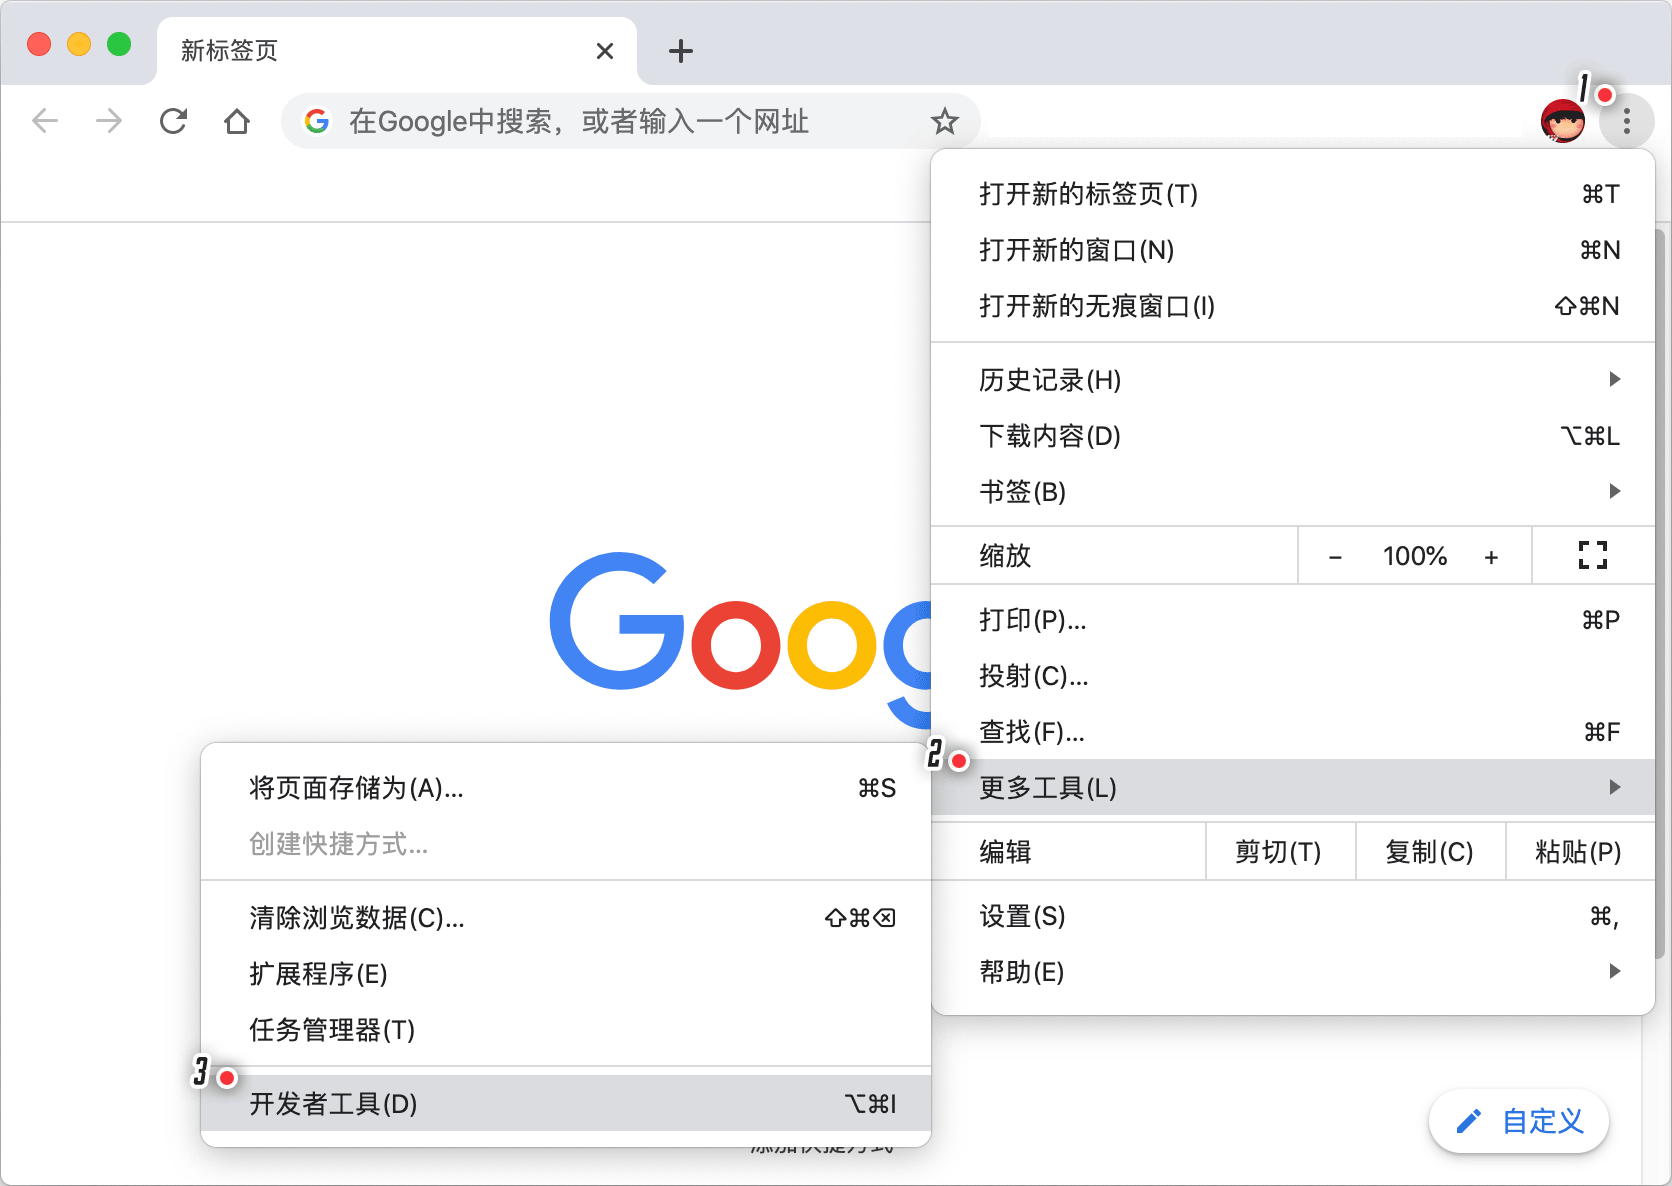 新标签页
在Google中搜索，或者输入一个网址
1
打开新的标签页(T) ⌘T
打开新的窗口(N) ⌘N
打开新的无痕窗口(I) ⇧⌘N
历史记录(H)
下载内容(D) ⌥⌘L
书签(B)
缩放 － 100% +
打印(P)... ⌘P
投射(C)...
查找(F)... ⌘F
2
更多工具(L)
编辑 剪切(T) 复制(C) 粘贴(P)
设置(S) ⌘,
帮助(E)
Goog
将页面存储为(A)... ⌘S
创建快捷方式...
清除浏览数据(C)... ⇧⌘⌫
扩展程序(E)
任务管理器(T)
3
开发者工具(D) ⌥⌘I
添加快捷方式
自定义